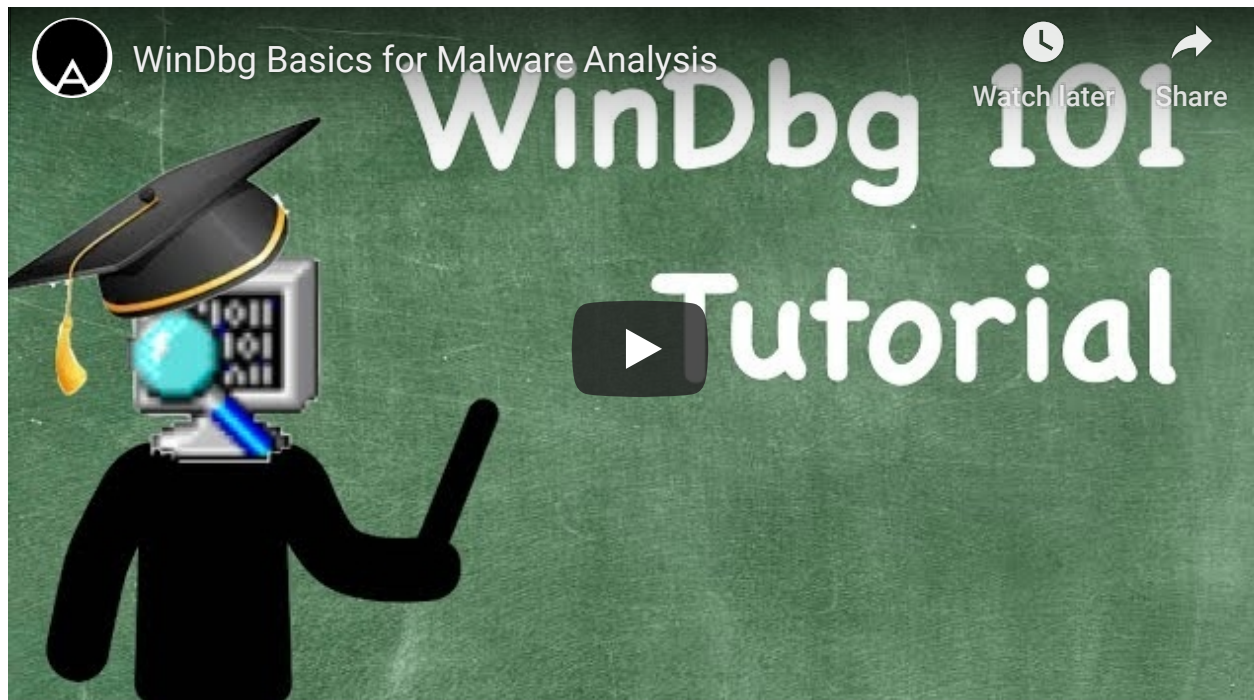 WinDbg Basics for Malware Analysis
Watch later
Share
WinDbg 101
Tutorial